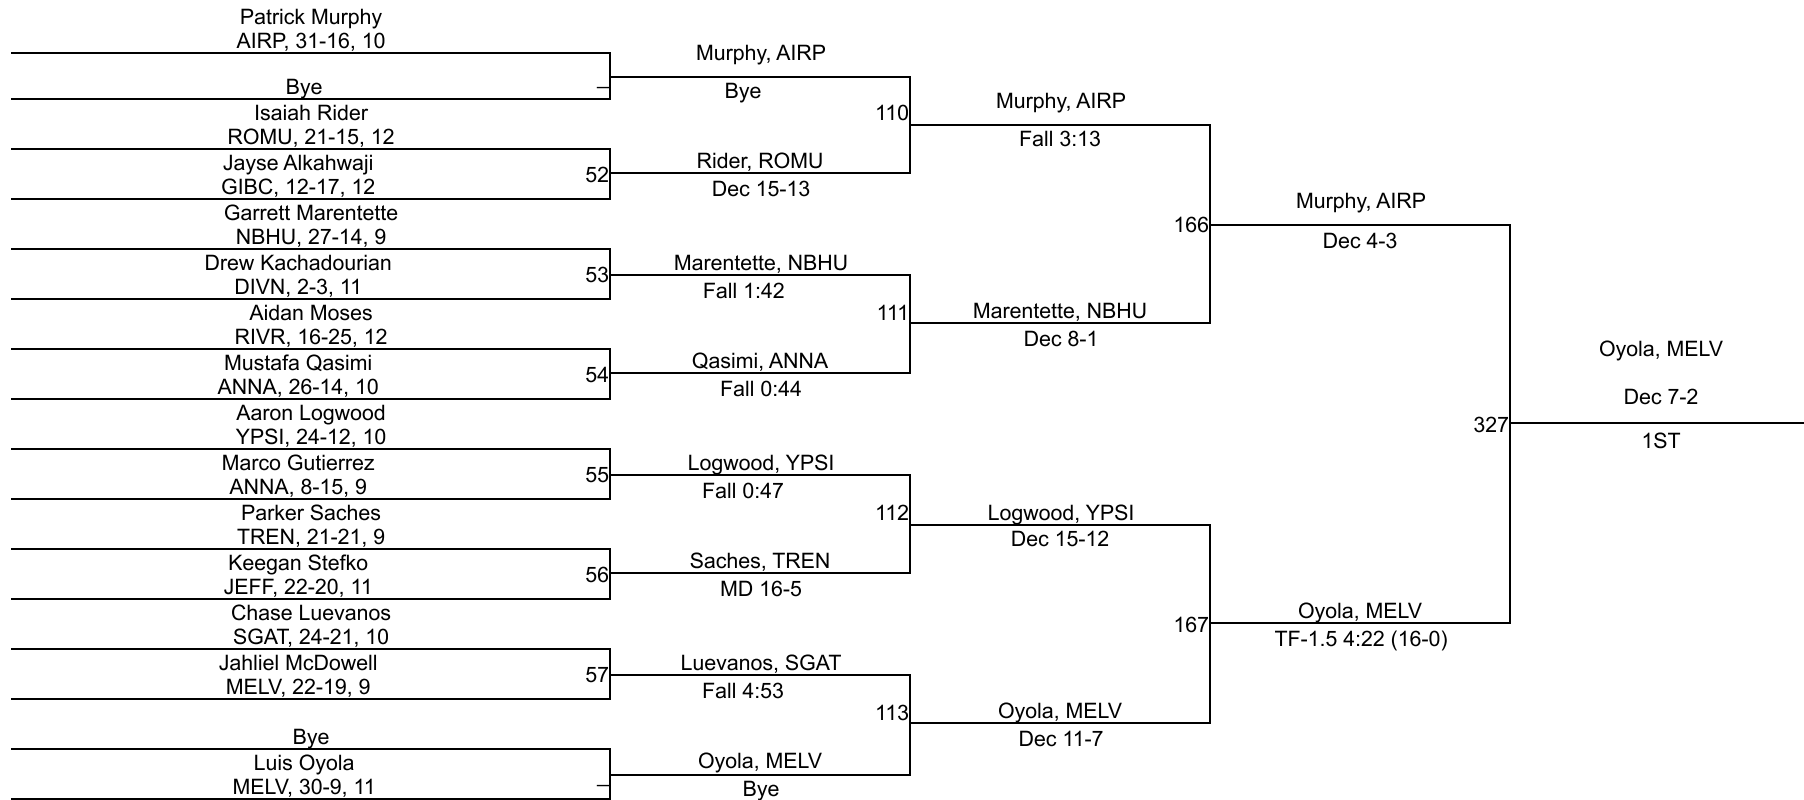 Patrick Murphy
AIRP, 31-16, 10
Bye
Isaiah Rider
ROMU, 21-15, 12
Jayse Alkahwaji
GIBC, 12-17, 12
Garrett Marentette
NBHU, 27-14, 9
Drew Kachadourian
DIVN, 2-3, 11
Aidan Moses
RIVR, 16-25, 12
Mustafa Qasimi
ANNA, 26-14, 10
Aaron Logwood
YPSI, 24-12, 10
Marco Gutierrez
ANNA, 8-15, 9
Parker Saches
TREN, 21-21, 9
Keegan Stefko
JEFF, 22-20, 11
Chase Luevanos
SGAT, 24-21, 10
Jahliel McDowell
MELV, 22-19, 9
Bye
Luis Oyola
MELV, 30-9, 11
52
53
54
55
56
57
Murphy, AIRP
Bye
Rider, ROMU
Dec 15-13
Marentette, NBHU
Fall 1:42
Qasimi, ANNA
Fall 0:44
Logwood, YPSI
Fall 0:47
Saches, TREN
MD 16-5
Luevanos, SGAT
Fall 4:53
Oyola, MELV
Bye
110
111
112
113
Murphy, AIRP
Fall 3:13
Marentette, NBHU
Dec 8-1
Logwood, YPSI
Dec 15-12
Oyola, MELV
Dec 11-7
166
167
Murphy, AIRP
Dec 4-3
Oyola, MELV
TF-1.5 4:22 (16-0)
327
Oyola, MELV
Dec 7-2
1ST